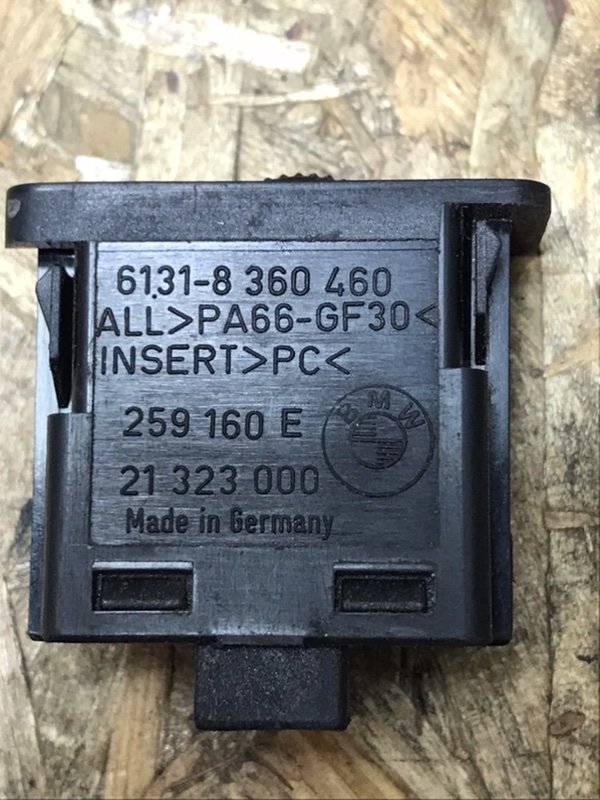 61.31-8 360 460
ALL>PA66-GF30<
INSERT>PC<
259 160 E
BMW
21 323 000
Made in Germany